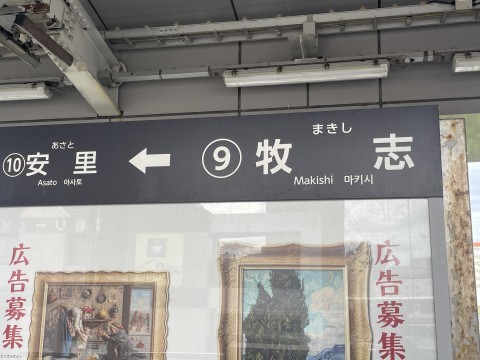 あさと
⑩安里
Asato 아사토
←
まきし
⑨牧志
Makishi 마키시
広告募集
広告募集